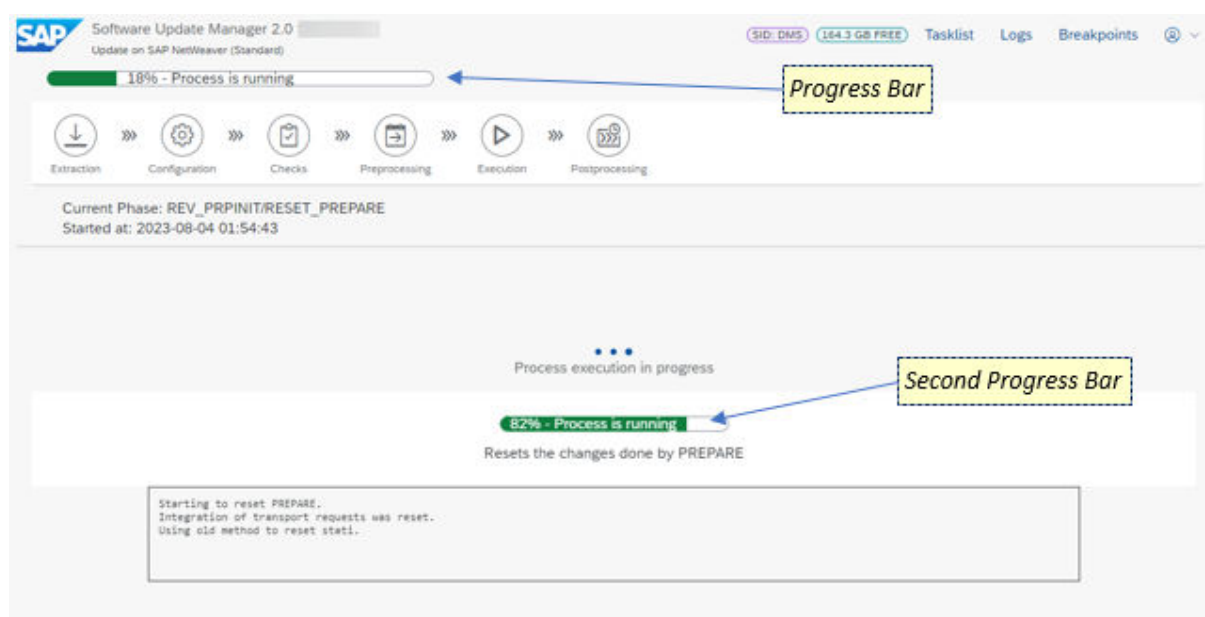 SAP
Software Update Manager 2.0
Update on SAP NetWeaver (Standard)
SID: DMS 164.3 GB FREE Tasklist Logs Breakpoints
18% - Process is running
Progress Bar
Extraction Configuration Checks Preprocessing Execution Postprocessing
Current Phase: REV_PRPINIT/RESET_PREPARE
Started at: 2023-08-04 01:54:43
Process execution in progress
Second Progress Bar
82% - Process is running
Resets the changes done by PREPARE
Starting to reset PREPARE.
Integration of transport requests was reset.
Using old method to reset stati.